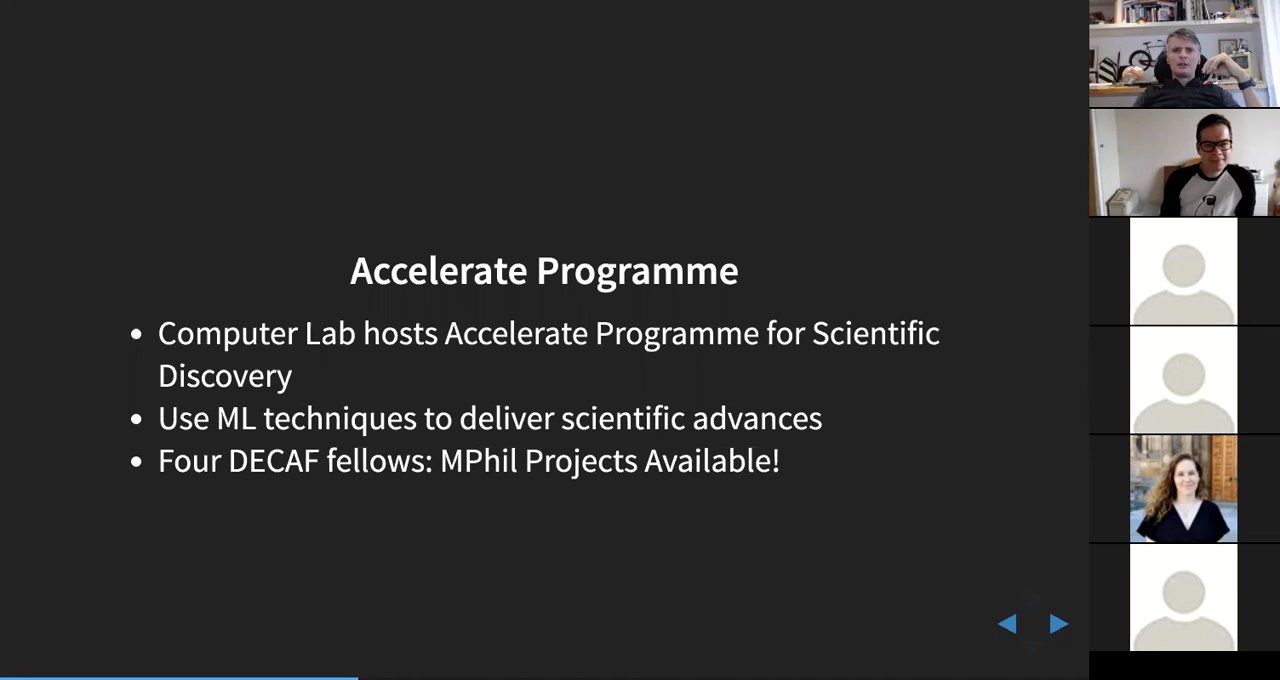 Accelerate Programme
• Computer Lab hosts Accelerate Programme for Scientific
Discovery
• Use ML techniques to deliver scientific advances
• Four DECAF fellows: MPhil Projects Available!